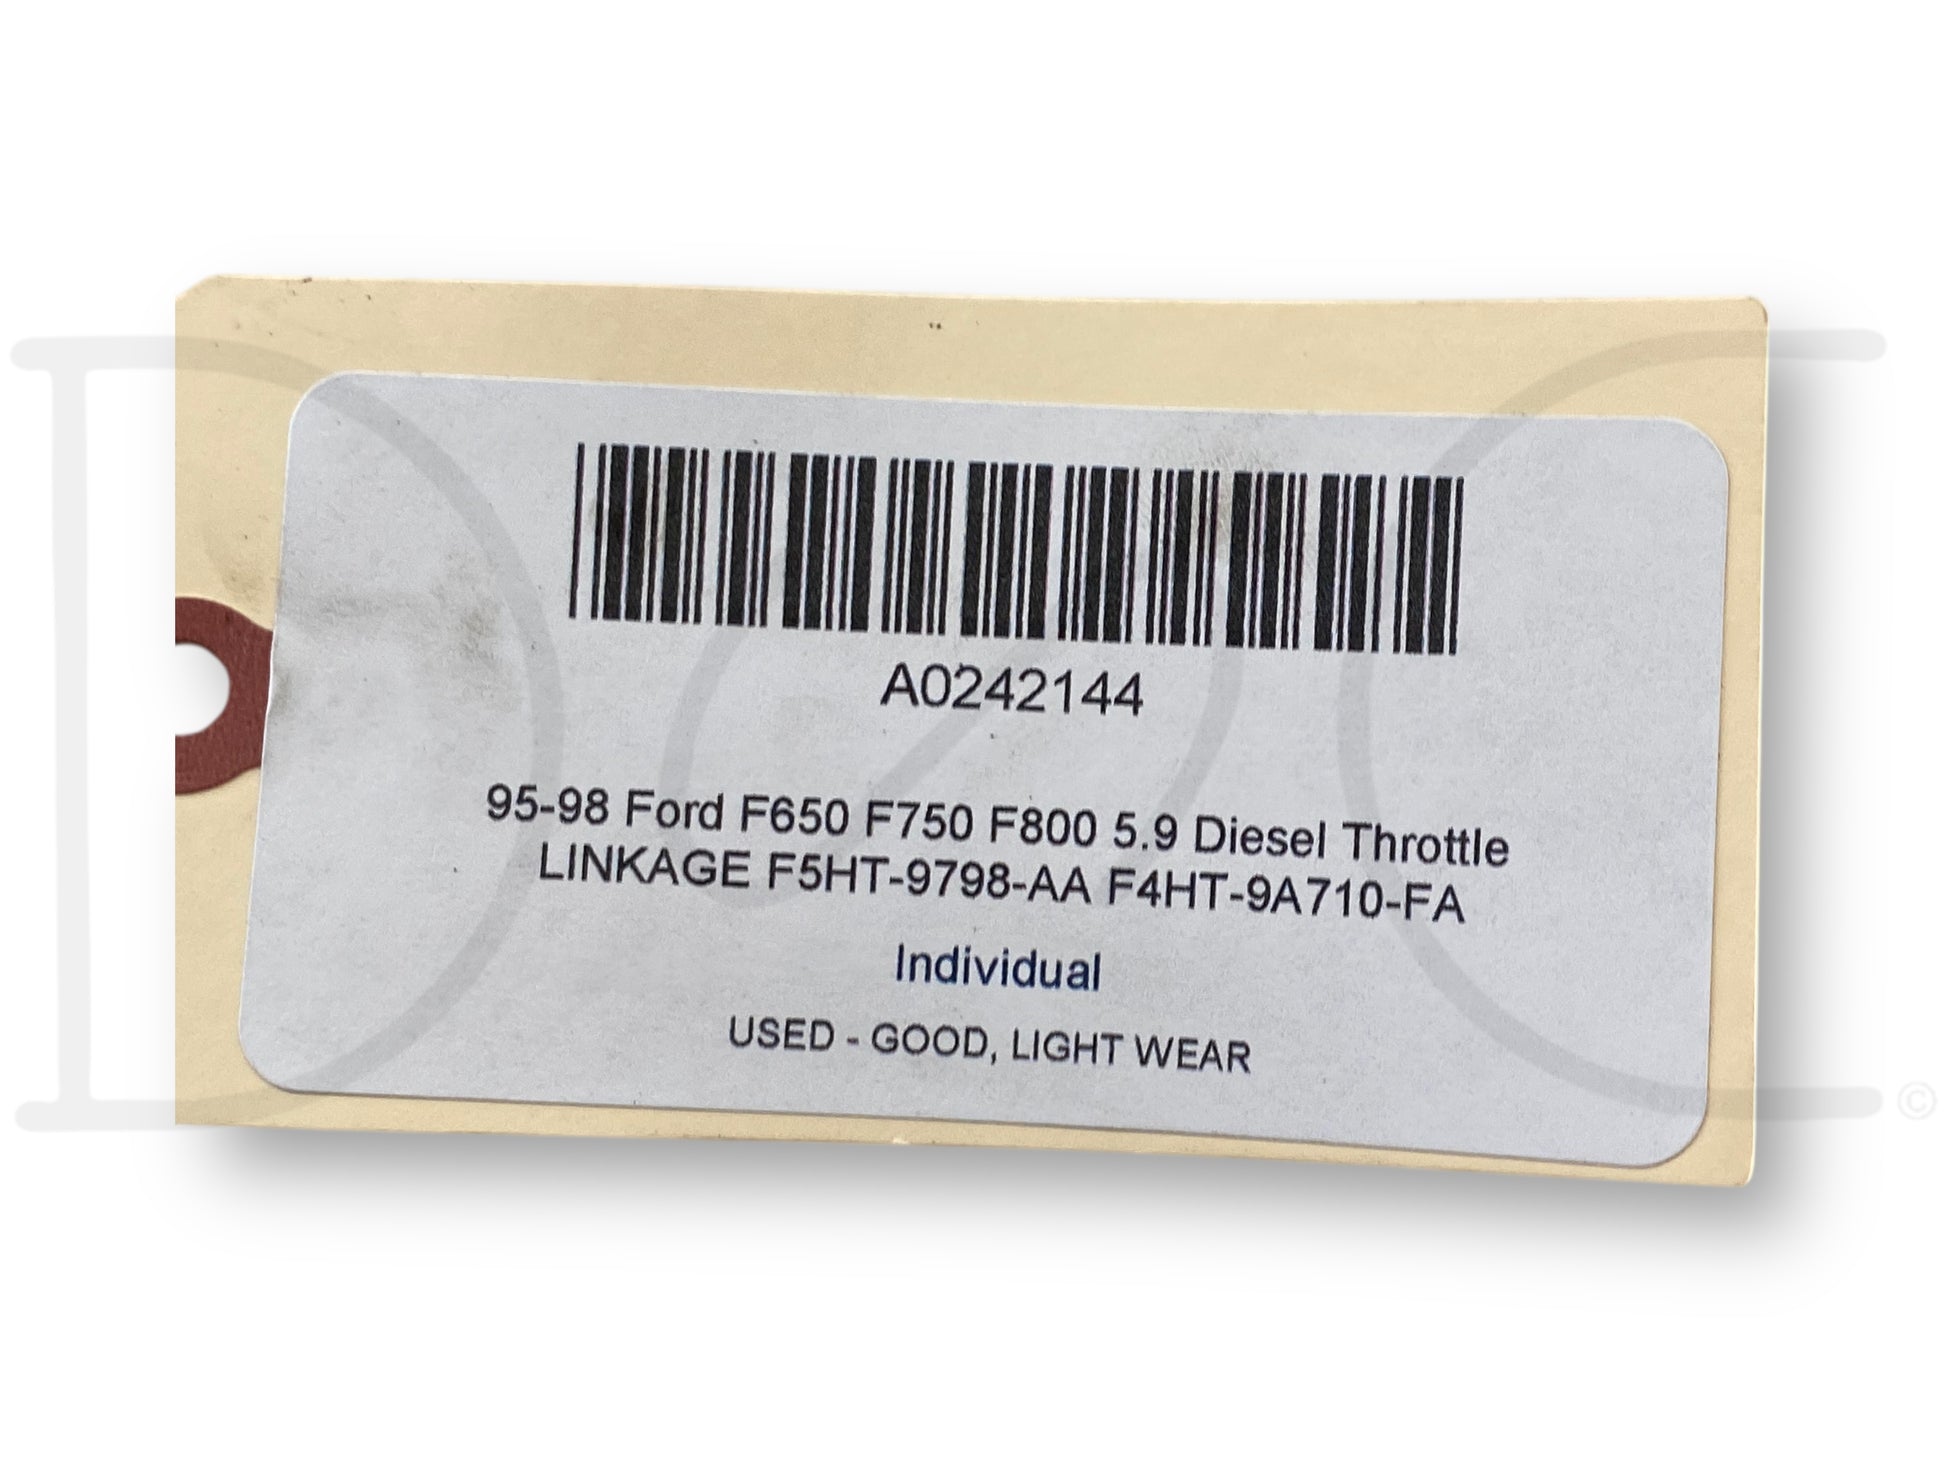 A0242144
95-98 Ford F650 F750 F800 5.9 Diesel Throttle
LINKAGE F5HT-9798-AA F4HT-9A710-FA
Individual
USED - GOOD, LIGHT WEAR
©